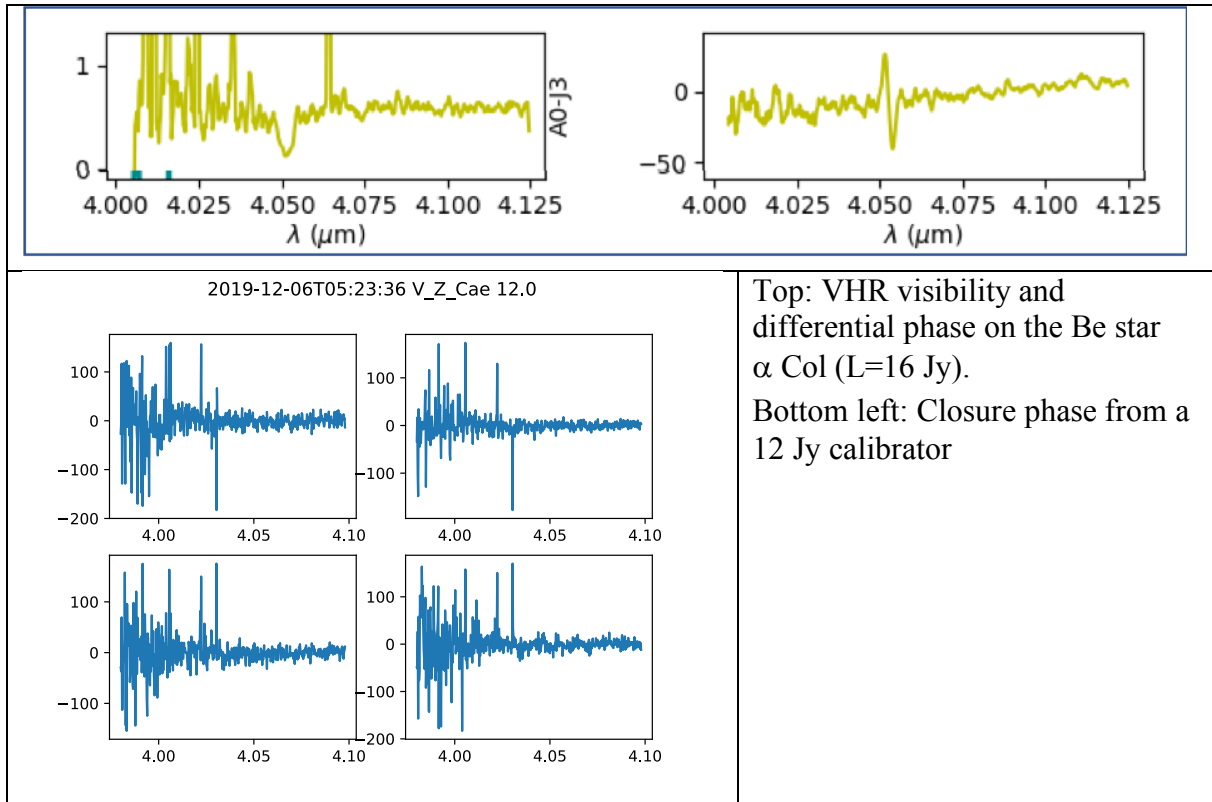 1
0
4.000 4.025 4.050 4.075 4.100 4.125
λ (μm)
A0-J3
0
−50
4.000 4.025 4.050 4.075 4.100 4.125
λ (μm)
2019-12-06T05:23:36 V_Z_Cae 12.0
100
0
−100
−200
4.00 4.05 4.10
100
0
−100
4.00 4.05 4.10
100
0
−100
4.00 4.05 4.10
100
0
−100
−200
4.00 4.05 4.10
Top: VHR visibility and
differential phase on the Be star
α Col (L=16 Jy).
Bottom left: Closure phase from a
12 Jy calibrator